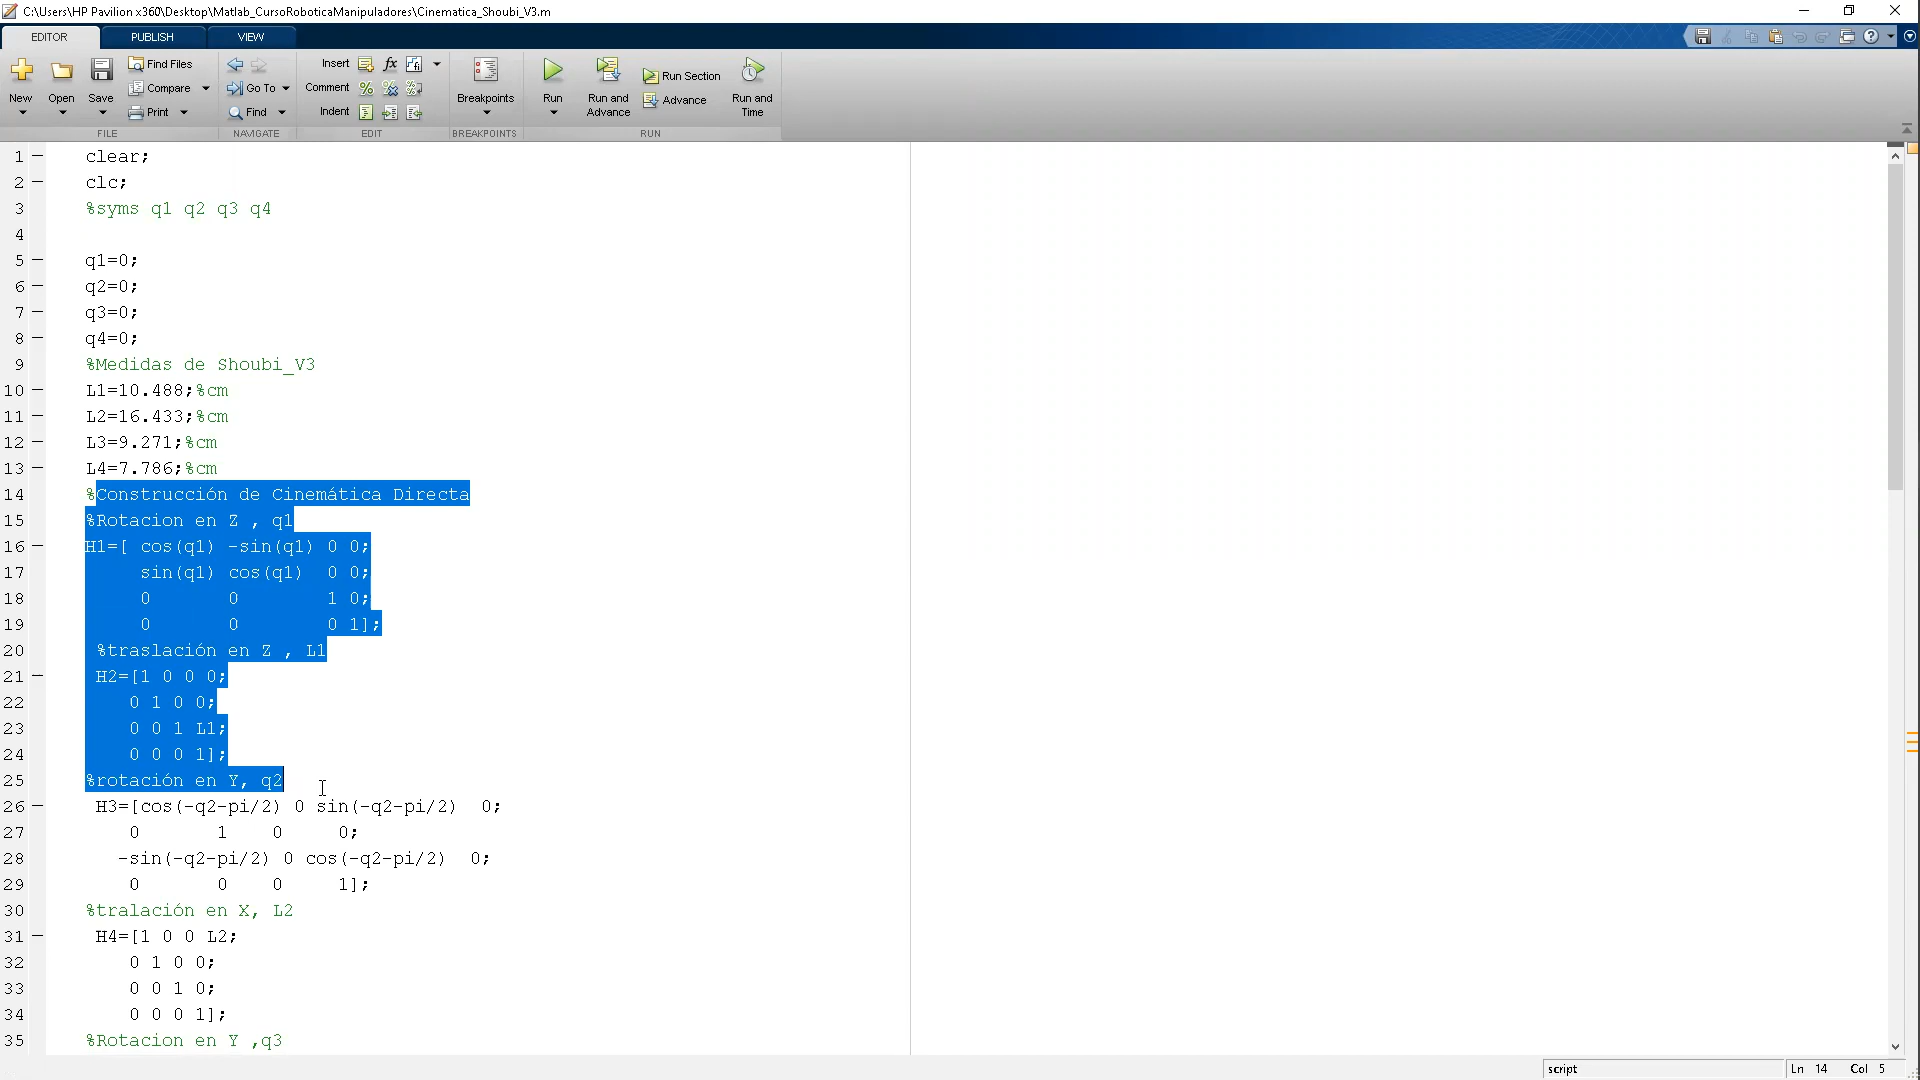 C:\Users\HP Pavilion x360\Desktop\Matlab_CursoRoboticaManipuladores\Cinematica_Shoubi_V3.m
EDITOR PUBLISH VIEW
New Open Save Find Files Compare Print
Go To Find
Insert fx
Comment
Indent
Breakpoints
Run Run and Advance Run Section Advance Run and Time
FILE NAVIGATE EDIT BREAKPOINTS RUN
1 clear;
2 clc;
3 %syms q1 q2 q3 q4
4
5 q1=0;
6 q2=0;
7 q3=0;
8 q4=0;
9 %Medidas de Shoubi_V3
10 L1=10.488;%cm
11 L2=16.433;%cm
12 L3=9.271;%cm
13 L4=7.786;%cm
14 %Construcción de Cinemática Directa
15 %Rotacion en Z , q1
16 H1=[ cos(q1) -sin(q1) 0 0;
17 sin(q1) cos(q1) 0 0;
18 0 0 1 0;
19 0 0 0 1];
20 %traslación en Z , L1
21 H2=[1 0 0 0;
22 0 1 0 0;
23 0 0 1 L1;
24 0 0 0 1];
25 %rotación en Y, q2
26 H3=[cos(-q2-pi/2) 0 sin(-q2-pi/2) 0;
27 0 1 0 0;
28 -sin(-q2-pi/2) 0 cos(-q2-pi/2) 0;
29 0 0 0 1];
30 %tralación en X, L2
31 H4=[1 0 0 L2;
32 0 1 0 0;
33 0 0 1 0;
34 0 0 0 1];
35 %Rotacion en Y ,q3
script Ln 14 Col 5